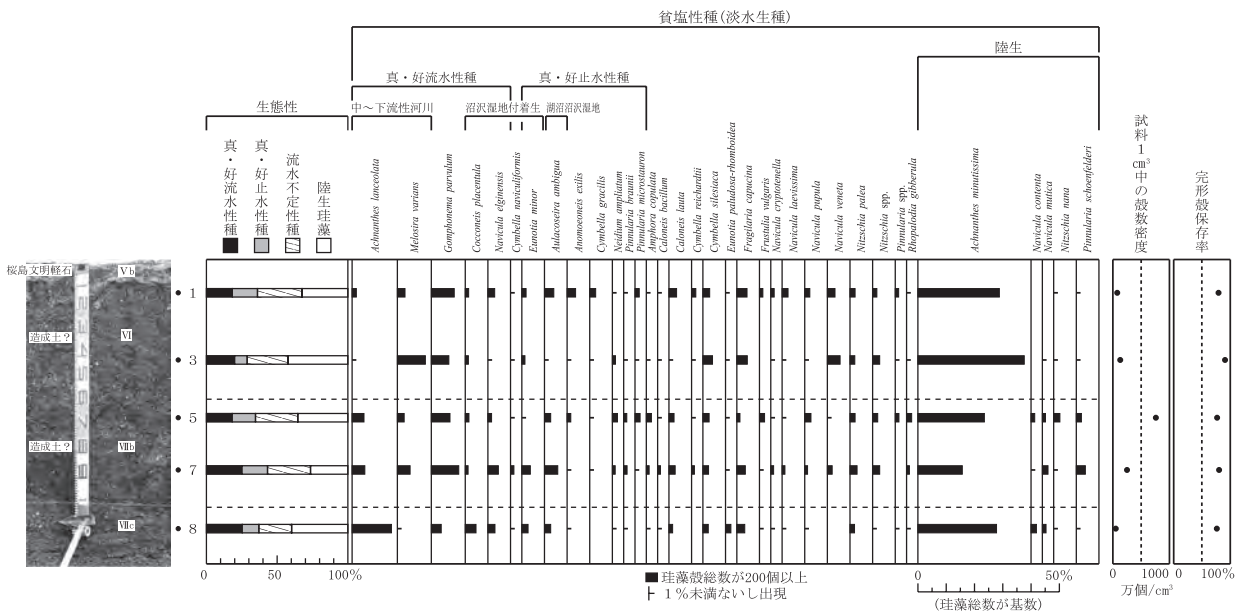 貧塩性種(淡水生種)
陸生
真・好流水性種
真・好止水性種
生態性
中～下流性河川
沼沢湿地付着生
湖沼沼沢湿地
真・好流水性種
真・好止水性種
流水不定性種
陸生珪藻
Achnanthes lanceolata
Melosira varians
Gomphonema parvulum
Cocconeis placentula
Navicula elginensis
Cymbella naviculiformis
Eunotia minor
Aulacoseira ambigua
Anomoeoneis exilis
Cymbella gracilis
Neidium ampliatum
Pinnularia braunii
Pinnularia microstauron
Amphora copulata
Caloneis bacillum
Caloneis lauta
Cymbella reichardtii
Cymbella silesiaca
Eunotia paludosa-rhomboidea
Fragilaria capucina
Frustulia vulgaris
Navicula cryptotenella
Navicula laevissima
Navicula pupula
Navicula veneta
Nitzschia palea
Nitzschia spp.
Pinnularia spp.
Rhopalodia gibberula
Achnanthes minutissima
Navicula contenta
Navicula mutica
Nitzschia nana
Pinnularia schoenfelderi
試料1cm³中の殻数密度
完形殻保存率
桜島文明軽石
Ⅴb
1
造成土?
Ⅵ
3
5
造成土?
Ⅶb
7
Ⅶc
8
0 50 100%
0 50%
0 1000
0 100%
万個/cm³
珪藻殻総数が200個以上
1%未満ないし出現
(珪藻総数が基数)